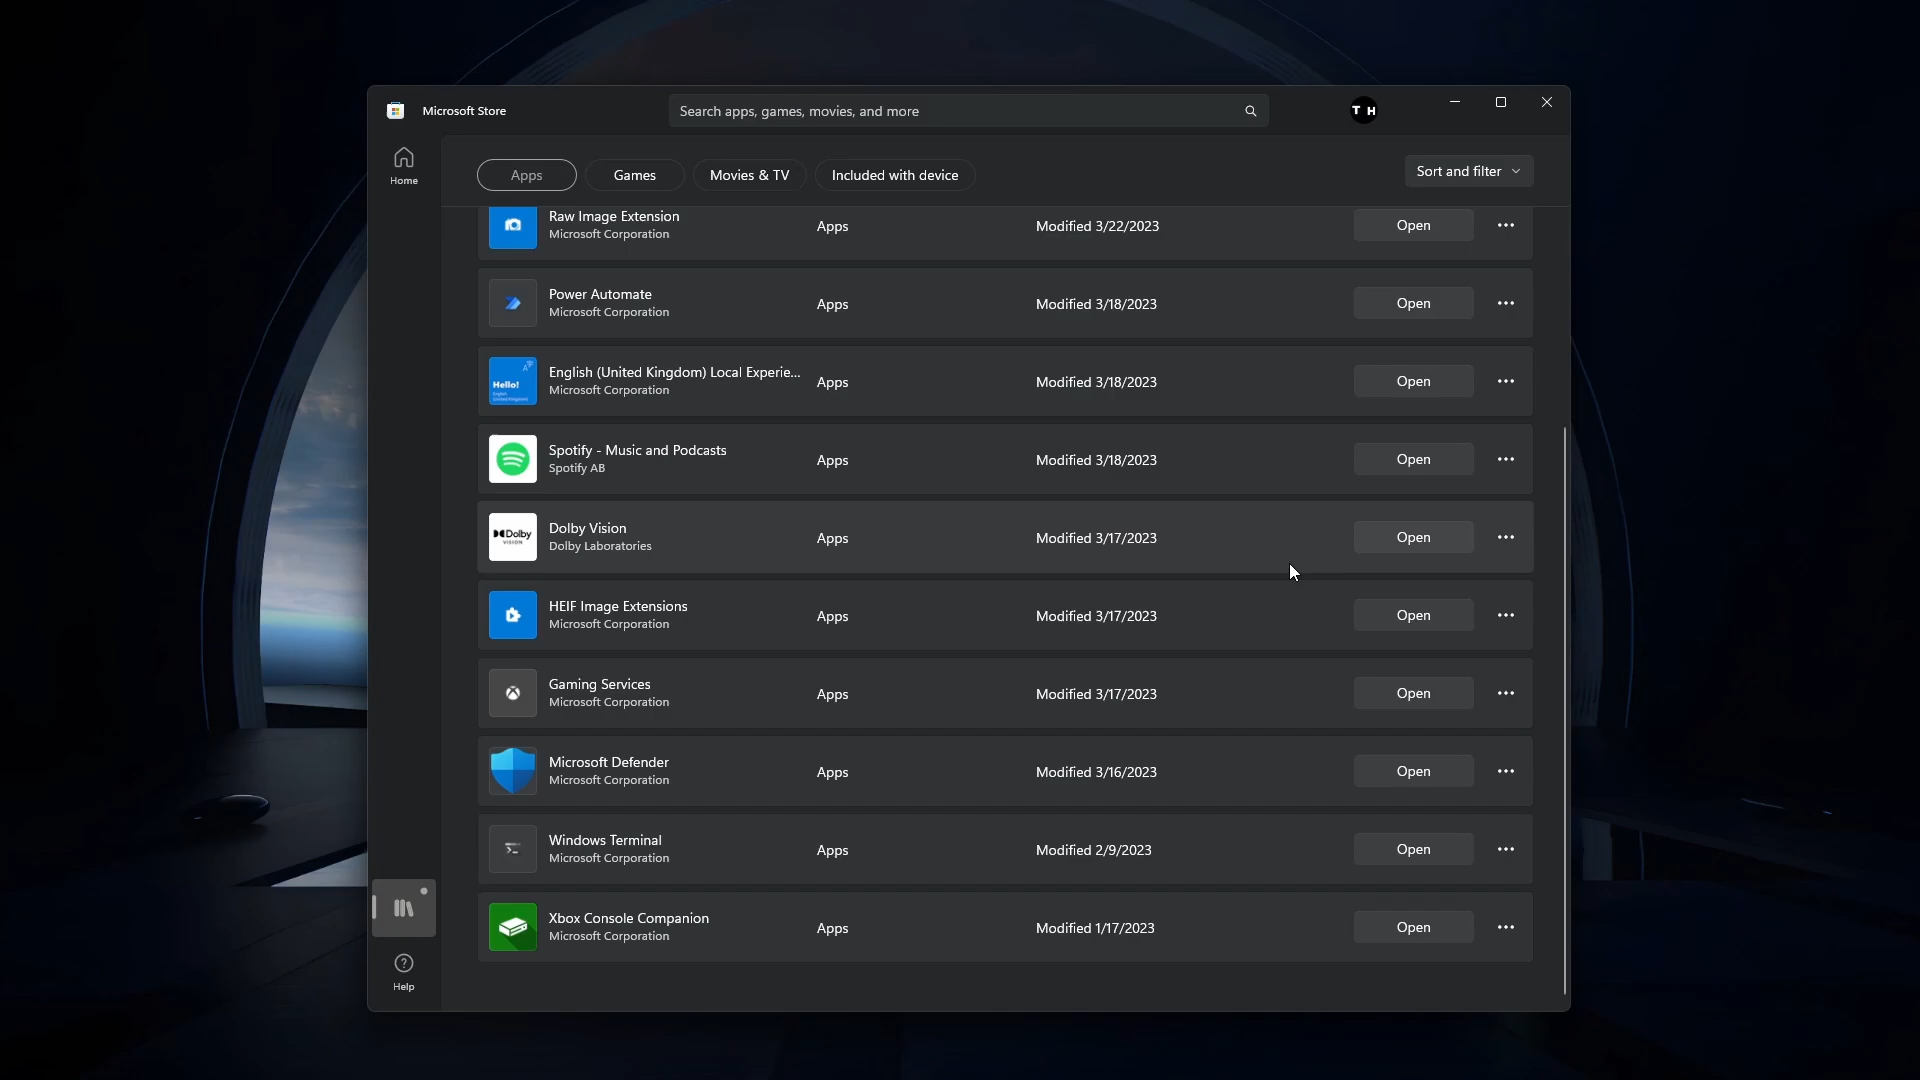 Microsoft Store
Search apps, games, movies, and more
T H
Home
Apps
Games
Movies & TV
Included with device
Sort and filter
Raw Image Extension
Microsoft Corporation
Apps
Modified 3/22/2023
Open
Power Automate
Microsoft Corporation
Apps
Modified 3/18/2023
Open
Hello!
English
(United Kingdom)
English (United Kingdom) Local Experie...
Microsoft Corporation
Apps
Modified 3/18/2023
Open
Spotify - Music and Podcasts
Spotify AB
Apps
Modified 3/18/2023
Open
Dolby
VISION
Dolby Vision
Dolby Laboratories
Apps
Modified 3/17/2023
Open
HEIF Image Extensions
Microsoft Corporation
Apps
Modified 3/17/2023
Open
Gaming Services
Microsoft Corporation
Apps
Modified 3/17/2023
Open
Microsoft Defender
Microsoft Corporation
Apps
Modified 3/16/2023
Open
Windows Terminal
Microsoft Corporation
Apps
Modified 2/9/2023
Open
Xbox Console Companion
Microsoft Corporation
Apps
Modified 1/17/2023
Open
Help